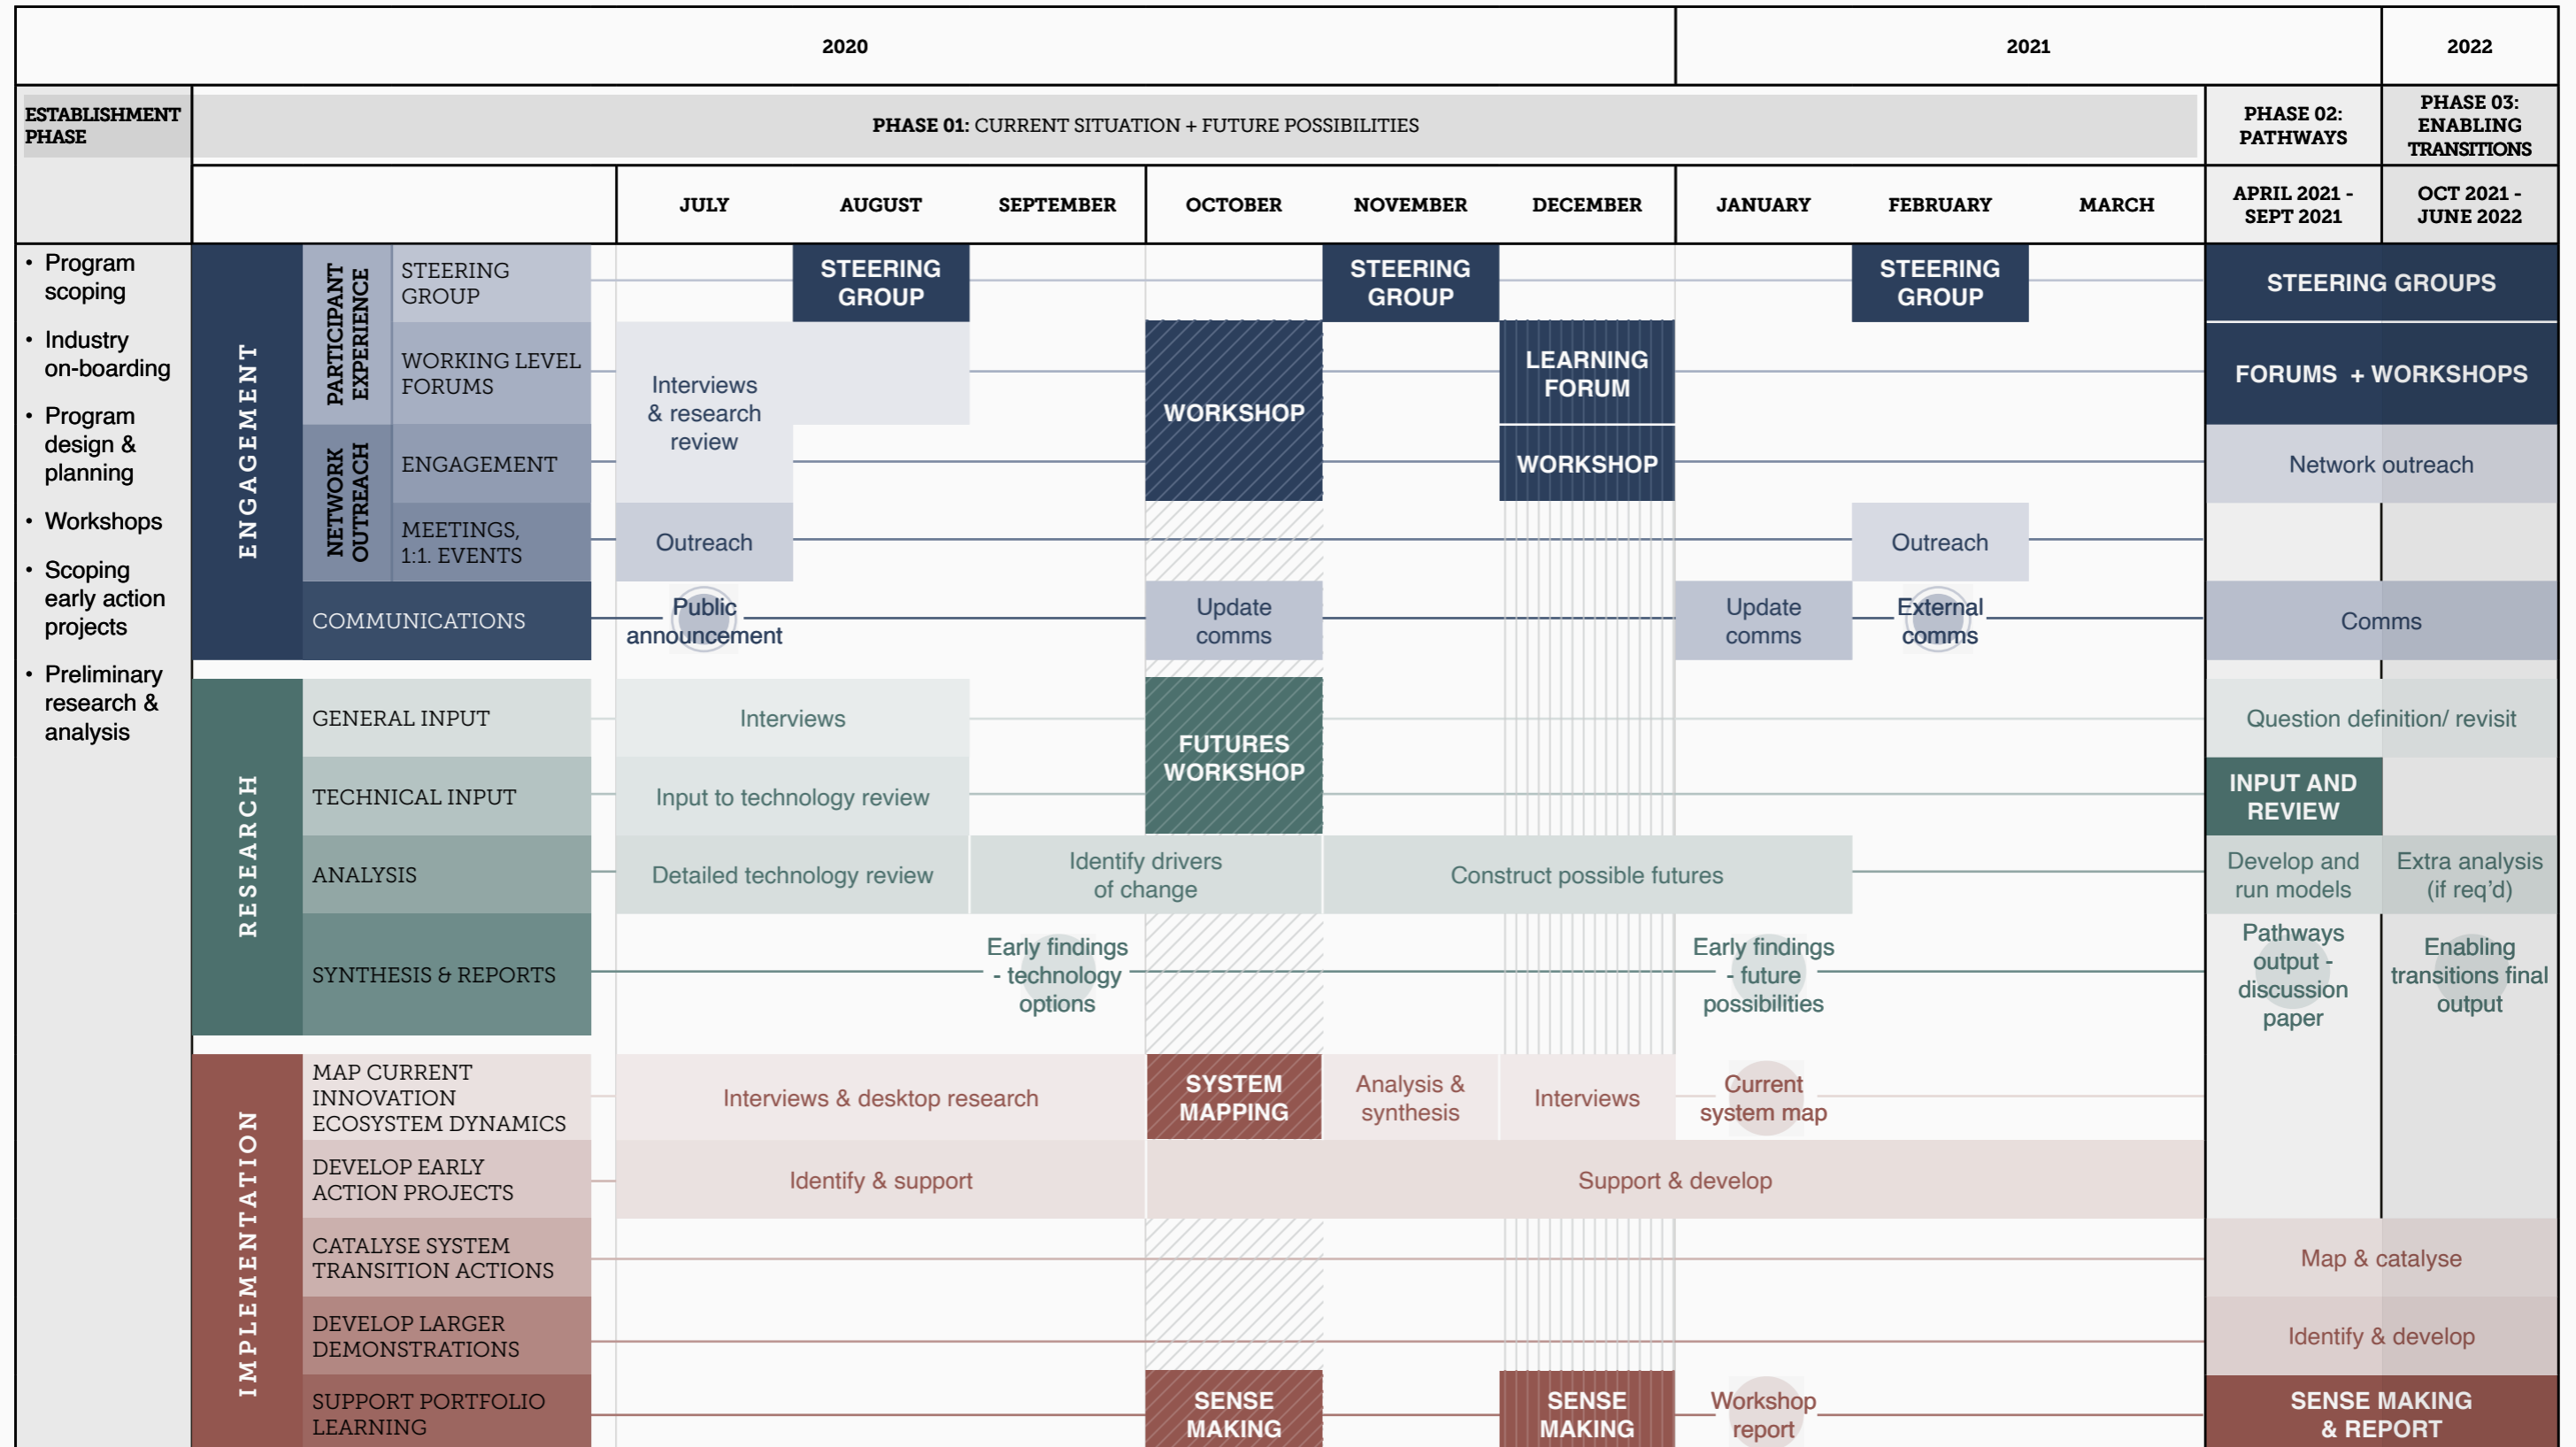 2020
2021
2022
ESTABLISHMENT
PHASE
PHASE 01: CURRENT SITUATION + FUTURE POSSIBILITIES
PHASE 02:
PATHWAYS
PHASE 03:
ENABLING
TRANSITIONS
JULY
AUGUST
SEPTEMBER
OCTOBER
NOVEMBER
DECEMBER
JANUARY
FEBRUARY
MARCH
APRIL 2021 -
SEPT 2021
OCT 2021 -
JUNE 2022
• Program
scoping
• Industry
on-boarding
• Program
design &
planning
• Workshops
• Scoping
early action
projects
• Preliminary
research &
analysis
ENGAGEMENT
PARTICIPANT
EXPERIENCE
STEERING
GROUP
STEERING
GROUP
STEERING
GROUP
STEERING
GROUP
STEERING GROUPS
WORKING LEVEL
FORUMS
Interviews
& research
review
WORKSHOP
LEARNING
FORUM
FORUMS + WORKSHOPS
NETWORK
OUTREACH
ENGAGEMENT
WORKSHOP
Network outreach
MEETINGS,
1:1. EVENTS
Outreach
Outreach
COMMUNICATIONS
Public
announcement
Update
comms
Update
comms
External
comms
Comms
RESEARCH
GENERAL INPUT
Interviews
FUTURES
WORKSHOP
Question definition/ revisit
TECHNICAL INPUT
Input to technology review
INPUT AND
REVIEW
ANALYSIS
Detailed technology review
Identify drivers
of change
Construct possible futures
Develop and
run models
Extra analysis
(if req'd)
SYNTHESIS & REPORTS
Early findings
- technology
options
Early findings
- future
possibilities
Pathways
output -
discussion
paper
Enabling
transitions final
output
IMPLEMENTATION
MAP CURRENT
INNOVATION
ECOSYSTEM DYNAMICS
Interviews & desktop research
SYSTEM
MAPPING
Analysis &
synthesis
Interviews
Current
system map
DEVELOP EARLY
ACTION PROJECTS
Identify & support
Support & develop
CATALYSE SYSTEM
TRANSITION ACTIONS
Map & catalyse
DEVELOP LARGER
DEMONSTRATIONS
Identify & develop
SUPPORT PORTFOLIO
LEARNING
SENSE
MAKING
SENSE
MAKING
Workshop
report
SENSE MAKING
& REPORT